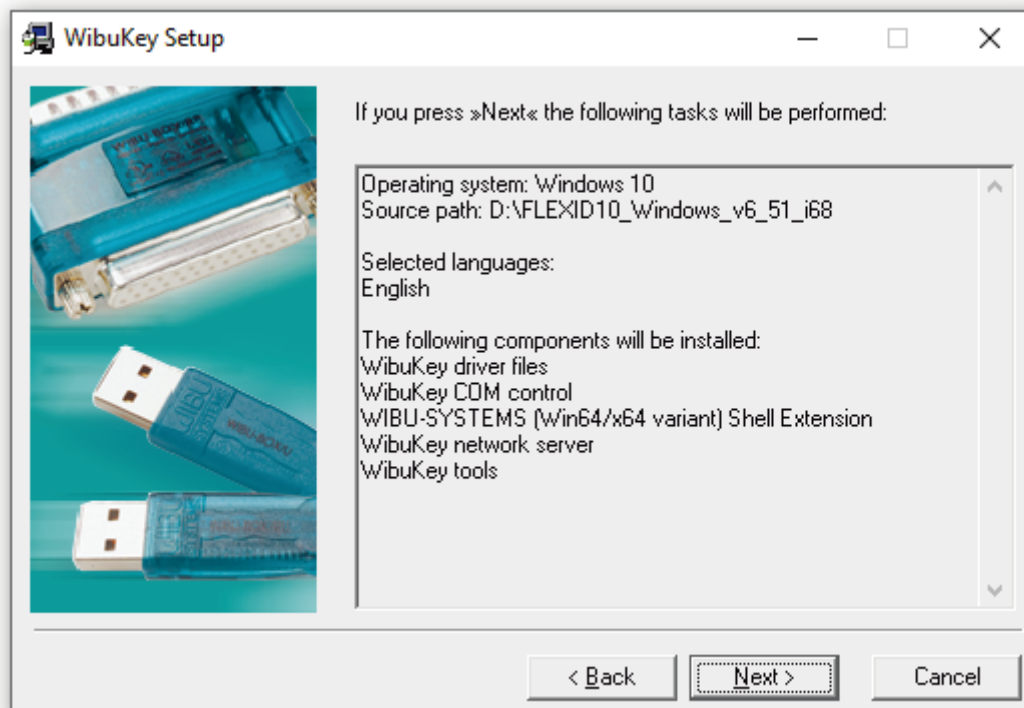 WibuKey Setup
If you press »Next« the following tasks will be performed:
Operating system: Windows 10
Source path: D:\FLEXID10_Windows_v6_51_i68
Selected languages:
English
The following components will be installed:
WibuKey driver files
WibuKey COM control
WIBU-SYSTEMS (Win64/x64 variant) Shell Extension
WibuKey network server
WibuKey tools
< Back
Next >
Cancel